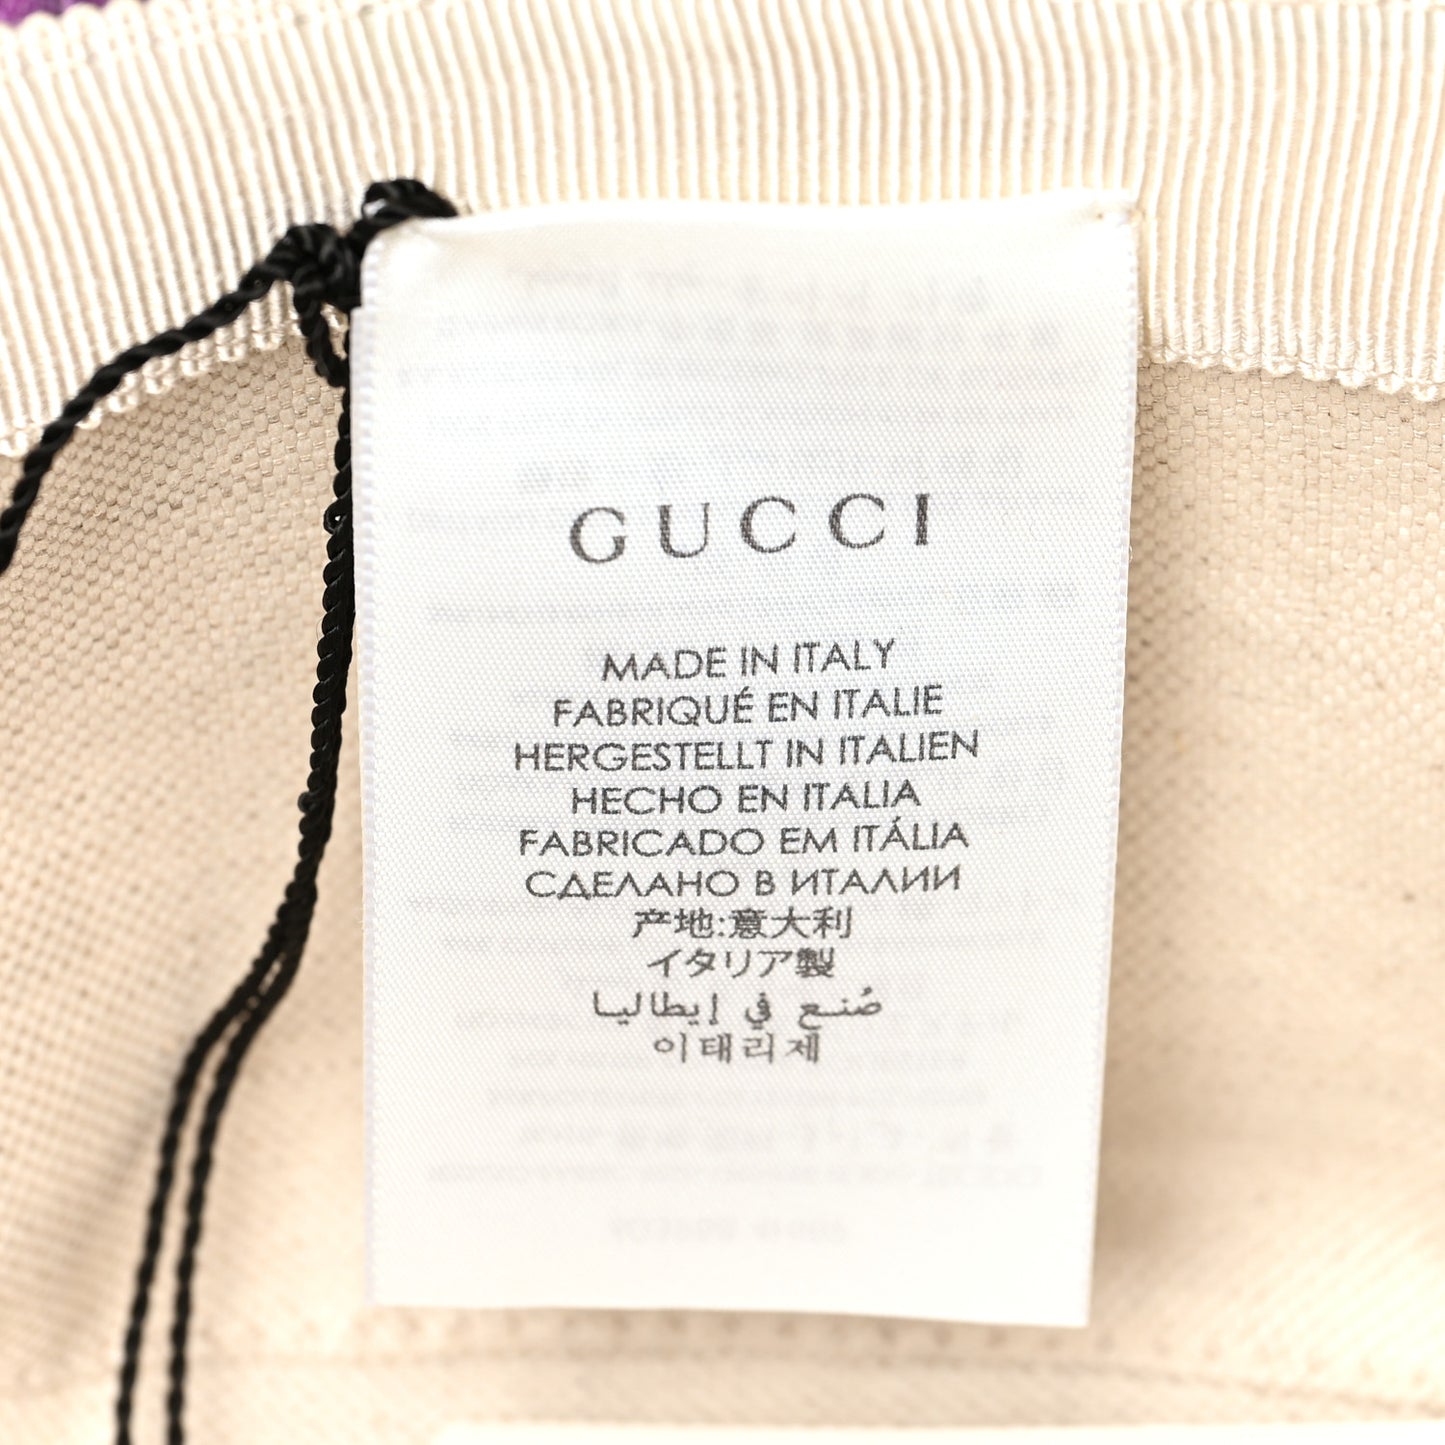 GUCCI
MADE IN ITALY
FABRIQUÉ EN ITALIE
HERGESTELLT IN ITALIEN
HECHO EN ITALIA
FABRICADO EM ITÁLIA
СДЕЛАНО В ИТАЛИИ
产地:意大利
イタリア製
صُنع في إيطاليا
이태리제